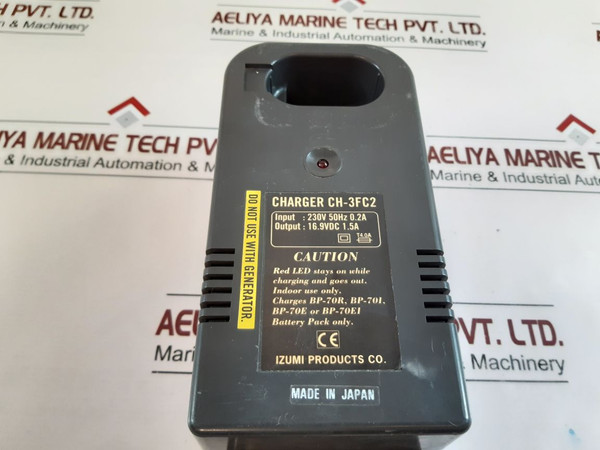 AELIYA MARINE TECH PVT. LTD.
Marine & Industrial Automation & Machinery
AELIYA MARINE TECH PVT
& Industrial Automation & Machinery
AELIYA MARINE TECH
Marine & Industrial Automation
CHARGER CH-3FC2
Input : 230V 50Hz 0.2A
Output : 16.9VDC 1.5A
T4.0A
CAUTION
Red LED stays on while
charging and goes out.
Indoor use only.
Charges BP-70R, BP-70I,
BP-70E or BP-70EI
Battery Pack only.
CE
IZUMI PRODUCTS CO.
DO NOT USE WITH GENERATOR.
MADE IN JAPAN
AELIYA
PVT. LTD.
Marine &
& Machinery